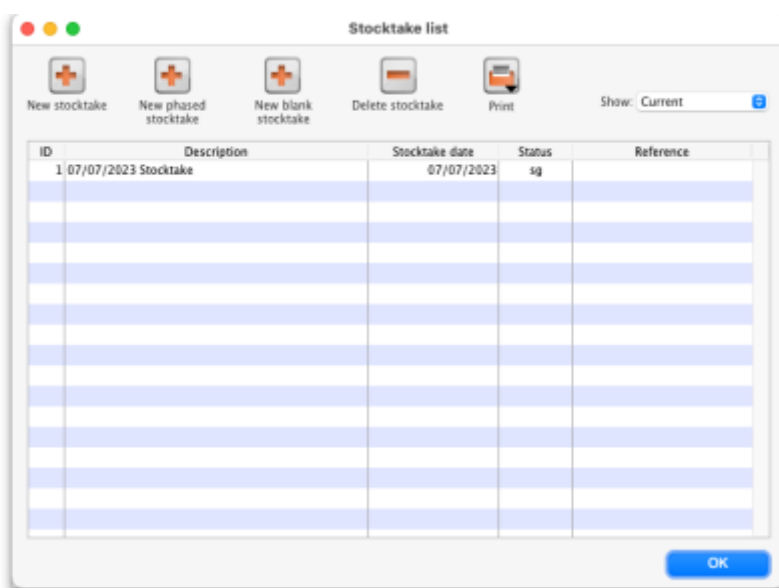 Stocktake list
New stocktake
New phased
stocktake
New blank
stocktake
Delete stocktake
Print
Show: Current
ID Description Stocktake date Status Reference
1 07/07/2023 Stocktake 07/07/2023 sg
OK